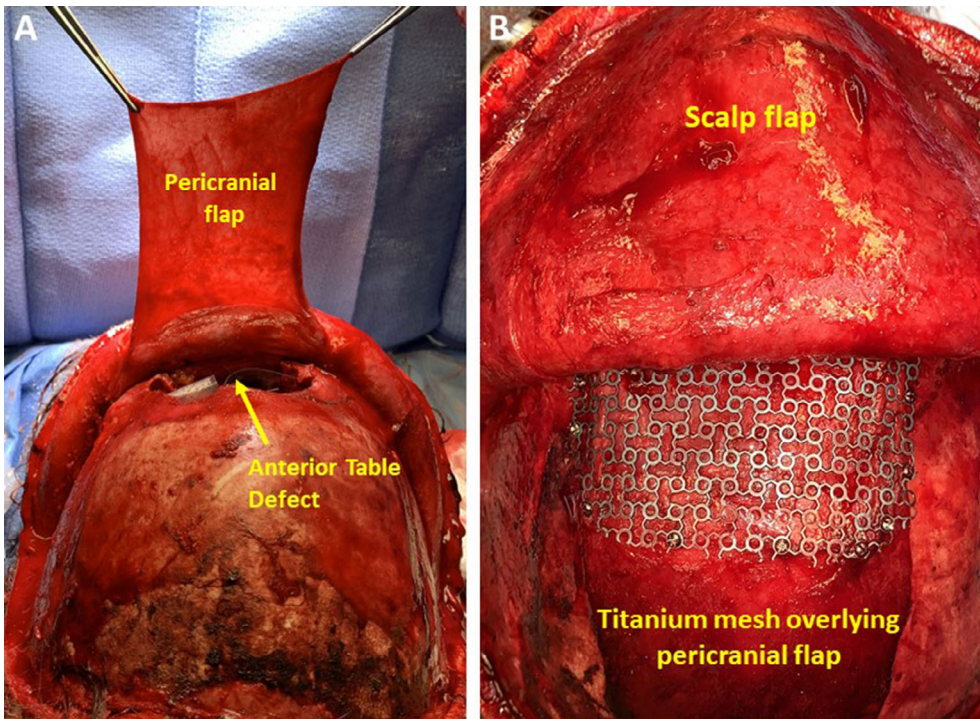 A
Pericranial
flap
Anterior Table
Defect
B
Scalp flap
Titanium mesh overlying
pericranial flap